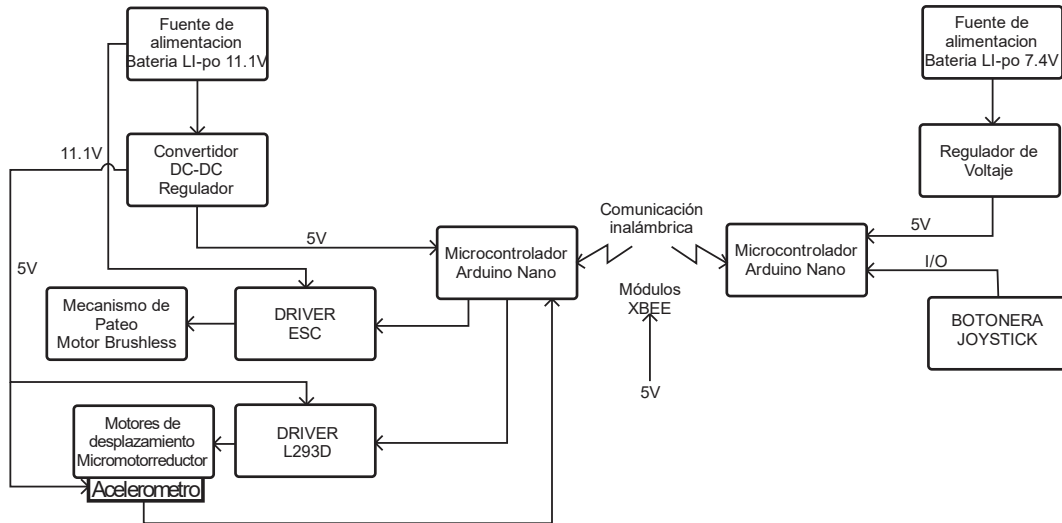 Fuente de
alimentacion
Bateria LI-po 11.1V
Fuente de
alimentacion
Bateria LI-po 7.4V
11.1V
Convertidor
DC-DC
Regulador
Regulador de
Voltaje
5V
5V
Comunicación
inalámbrica
5V
Microcontrolador
Arduino Nano
Microcontrolador
Arduino Nano
I/O
Mecanismo de
Pateo
Motor Brushless
DRIVER
ESC
Módulos
XBEE
BOTONERA
JOYSTICK
5V
Motores de
desplazamiento
Micromotorreductor
DRIVER
L293D
Acelerometro